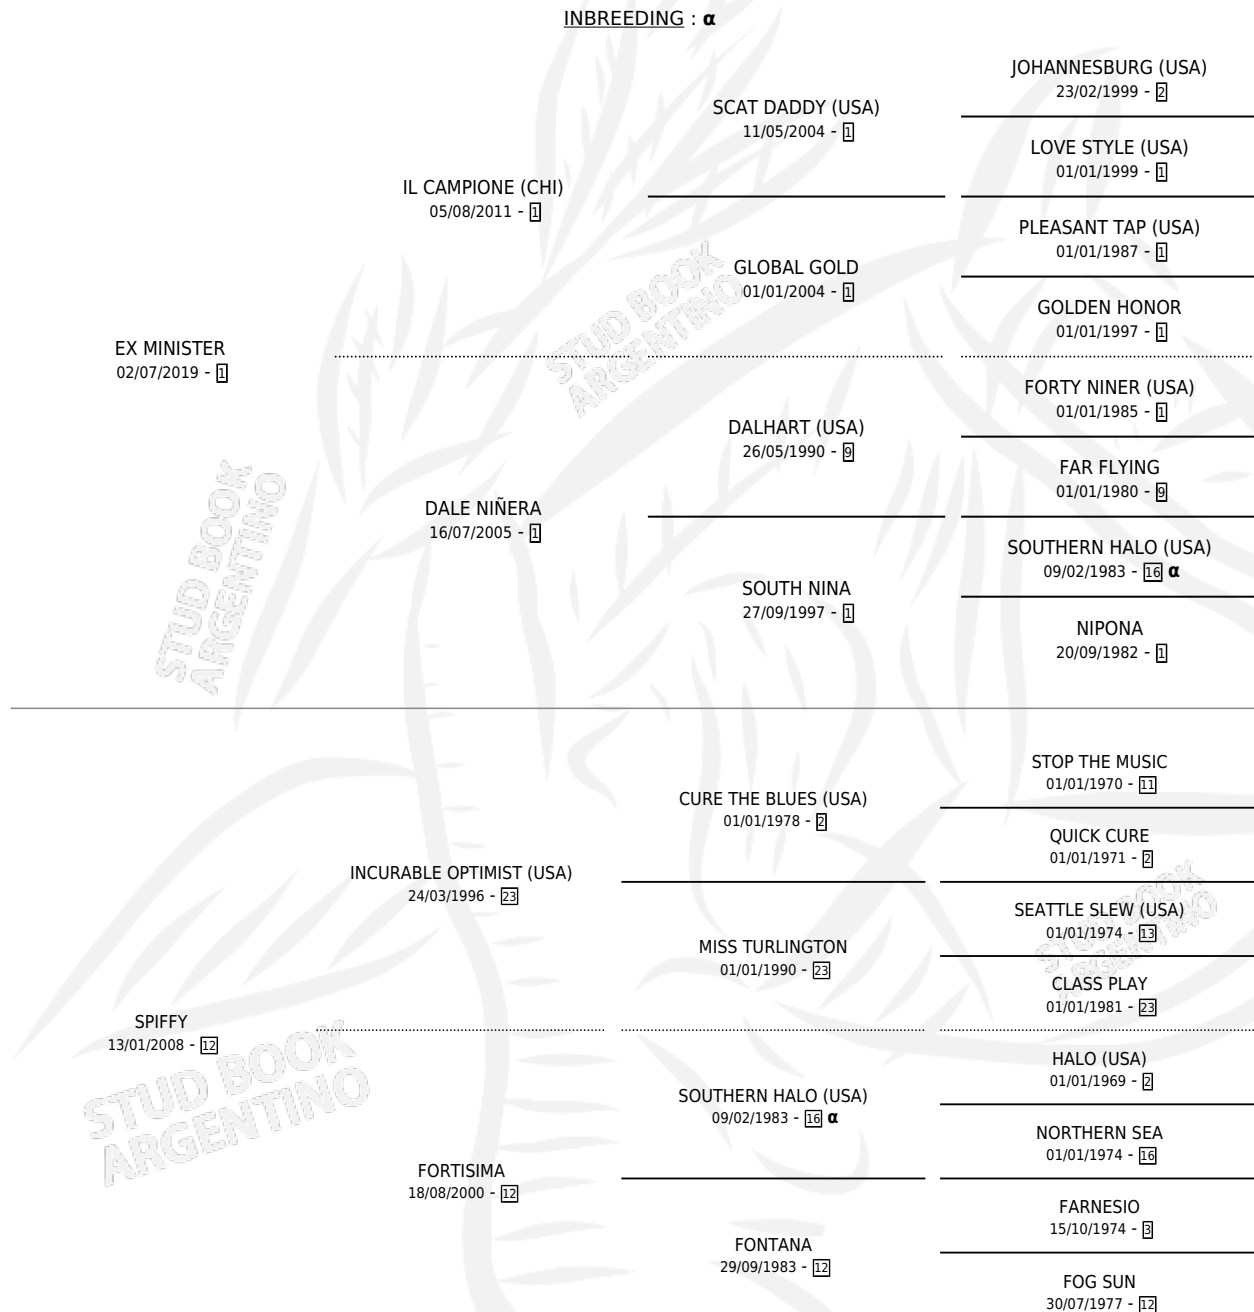 INBREEDING : α
JOHANNESBURG (USA)
23/02/1999 - 2
SCAT DADDY (USA)
11/05/2004 - 1
LOVE STYLE (USA)
01/01/1999 - 1
IL CAMPIONE (CHI)
05/08/2011 - 1
PLEASANT TAP (USA)
01/01/1987 - 1
GLOBAL GOLD
01/01/2004 - 1
GOLDEN HONOR
01/01/1997 - 1
EX MINISTER
02/07/2019 - 1
FORTY NINER (USA)
01/01/1985 - 1
DALHART (USA)
26/05/1990 - 9
FAR FLYING
01/01/1980 - 9
DALE NIÑERA
16/07/2005 - 1
SOUTHERN HALO (USA)
09/02/1983 - 16 α
SOUTH NINA
27/09/1997 - 1
NIPONA
20/09/1982 - 1
STOP THE MUSIC
01/01/1970 - 11
CURE THE BLUES (USA)
01/01/1978 - 2
QUICK CURE
01/01/1971 - 2
INCURABLE OPTIMIST (USA)
24/03/1996 - 23
SEATTLE SLEW (USA)
01/01/1974 - 13
MISS TURLINGTON
01/01/1990 - 23
CLASS PLAY
01/01/1981 - 23
SPIFFY
13/01/2008 - 12
HALO (USA)
01/01/1969 - 2
SOUTHERN HALO (USA)
09/02/1983 - 16 α
NORTHERN SEA
01/01/1974 - 16
FORTISIMA
18/08/2000 - 12
FARNESIO
15/10/1974 - 3
FONTANA
29/09/1983 - 12
FOG SUN
30/07/1977 - 12
STUD BOOK
ARGENTINO
STUD BOOK
ARGENTINO
STUD BOOK
ARGENTINO
STUD BOOK
ARGENTINO